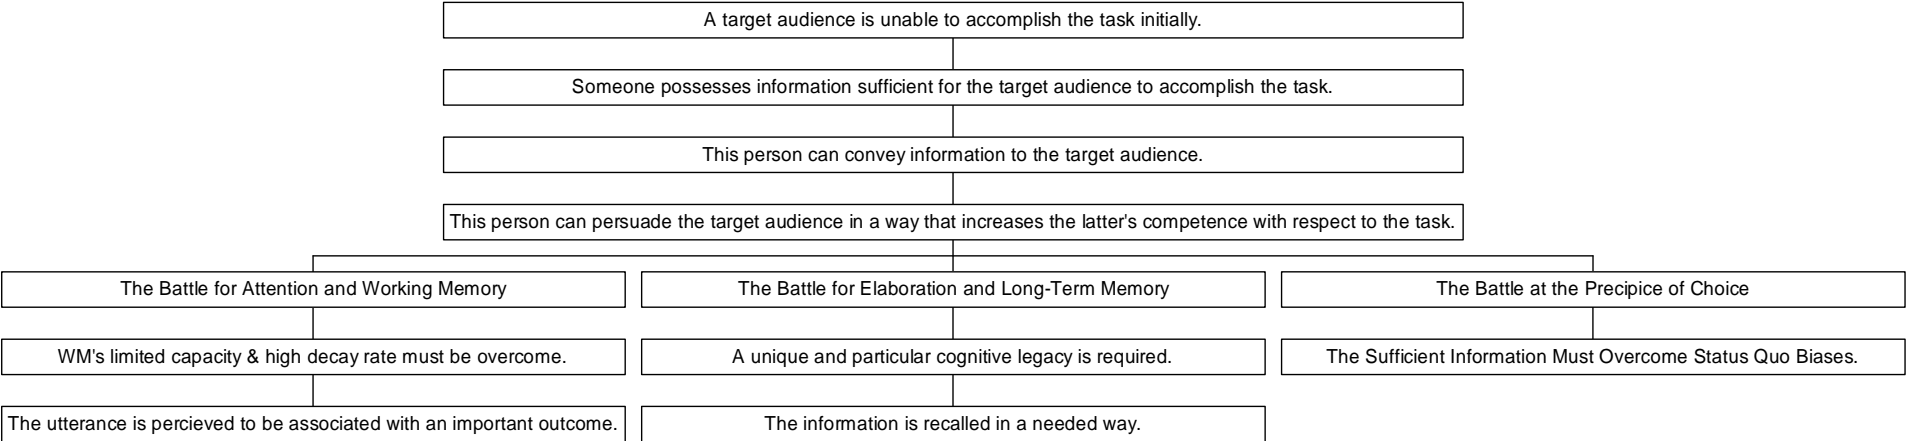 A target audience is unable to accomplish the task initially.
Someone possesses information sufficient for the target audience to accomplish the task.
This person can convey information to the target audience.
This person can persuade the target audience in a way that increases the latter's competence with respect to the task.
The Battle for Attention and Working Memory
The Battle for Elaboration and Long-Term Memory
The Battle at the Precipice of Choice
WM's limited capacity & high decay rate must be overcome.
A unique and particular cognitive legacy is required.
The Sufficient Information Must Overcome Status Quo Biases.
The utterance is percieved to be associated with an important outcome.
The information is recalled in a needed way.